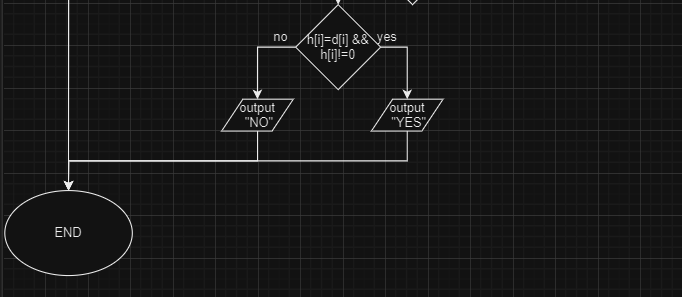 no
yes
h[i]=d[i] &&
h[i]!=0
output
"NO"
output
"YES"
END